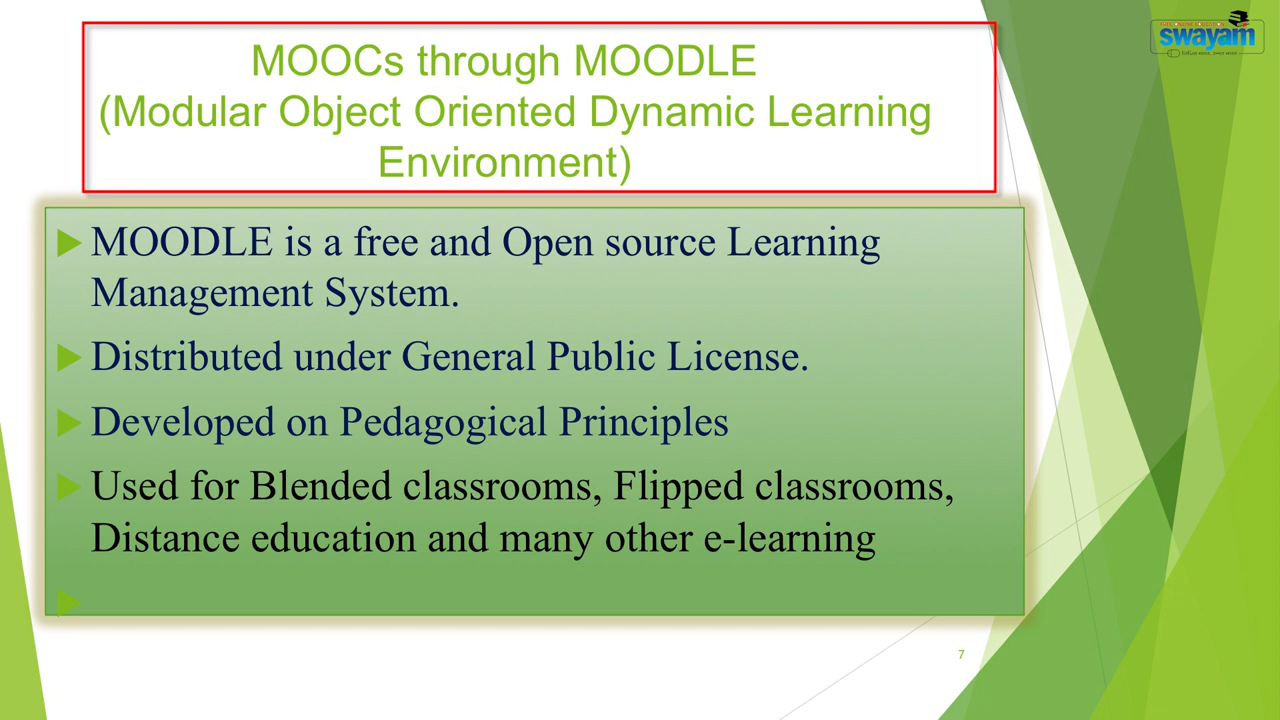 swayam
MOOCs through MOODLE
(Modular Object Oriented Dynamic Learning
Environment)
MOODLE is a free and Open source Learning
Management System.
Distributed under General Public License.
Developed on Pedagogical Principles
Used for Blended classrooms, Flipped classrooms,
Distance education and many other e-learning
7